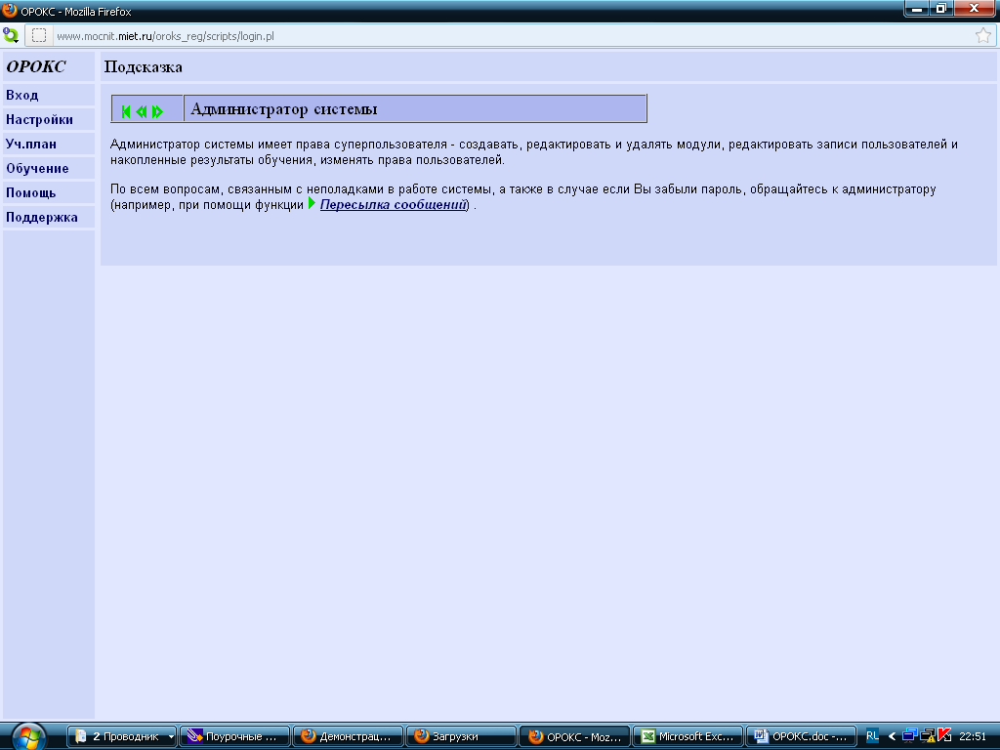 ОРОКС - Mozilla Firefox
www.mocnit.miet.ru/oroks_reg/scripts/login.pl
ОРОКС
Подсказка
Вход
Настройки
Уч.план
Обучение
Помощь
Поддержка
Администратор системы
Администратор системы имеет права суперпользователя - создавать, редактировать и удалять модули, редактировать записи пользователей и
накопленные результаты обучения, изменять права пользователей.
По всем вопросам, связанным с неполадками в работе системы, а также в случае если Вы забыли пароль, обращайтесь к администратору
(например, при помощи функции Пересылка сообщений) .
2 Проводник
Поурочные ...
Демонстрац...
Загрузки
ОРОКС - Moz...
Microsoft Exc...
ОРОКС.doc -...
RL
22:51